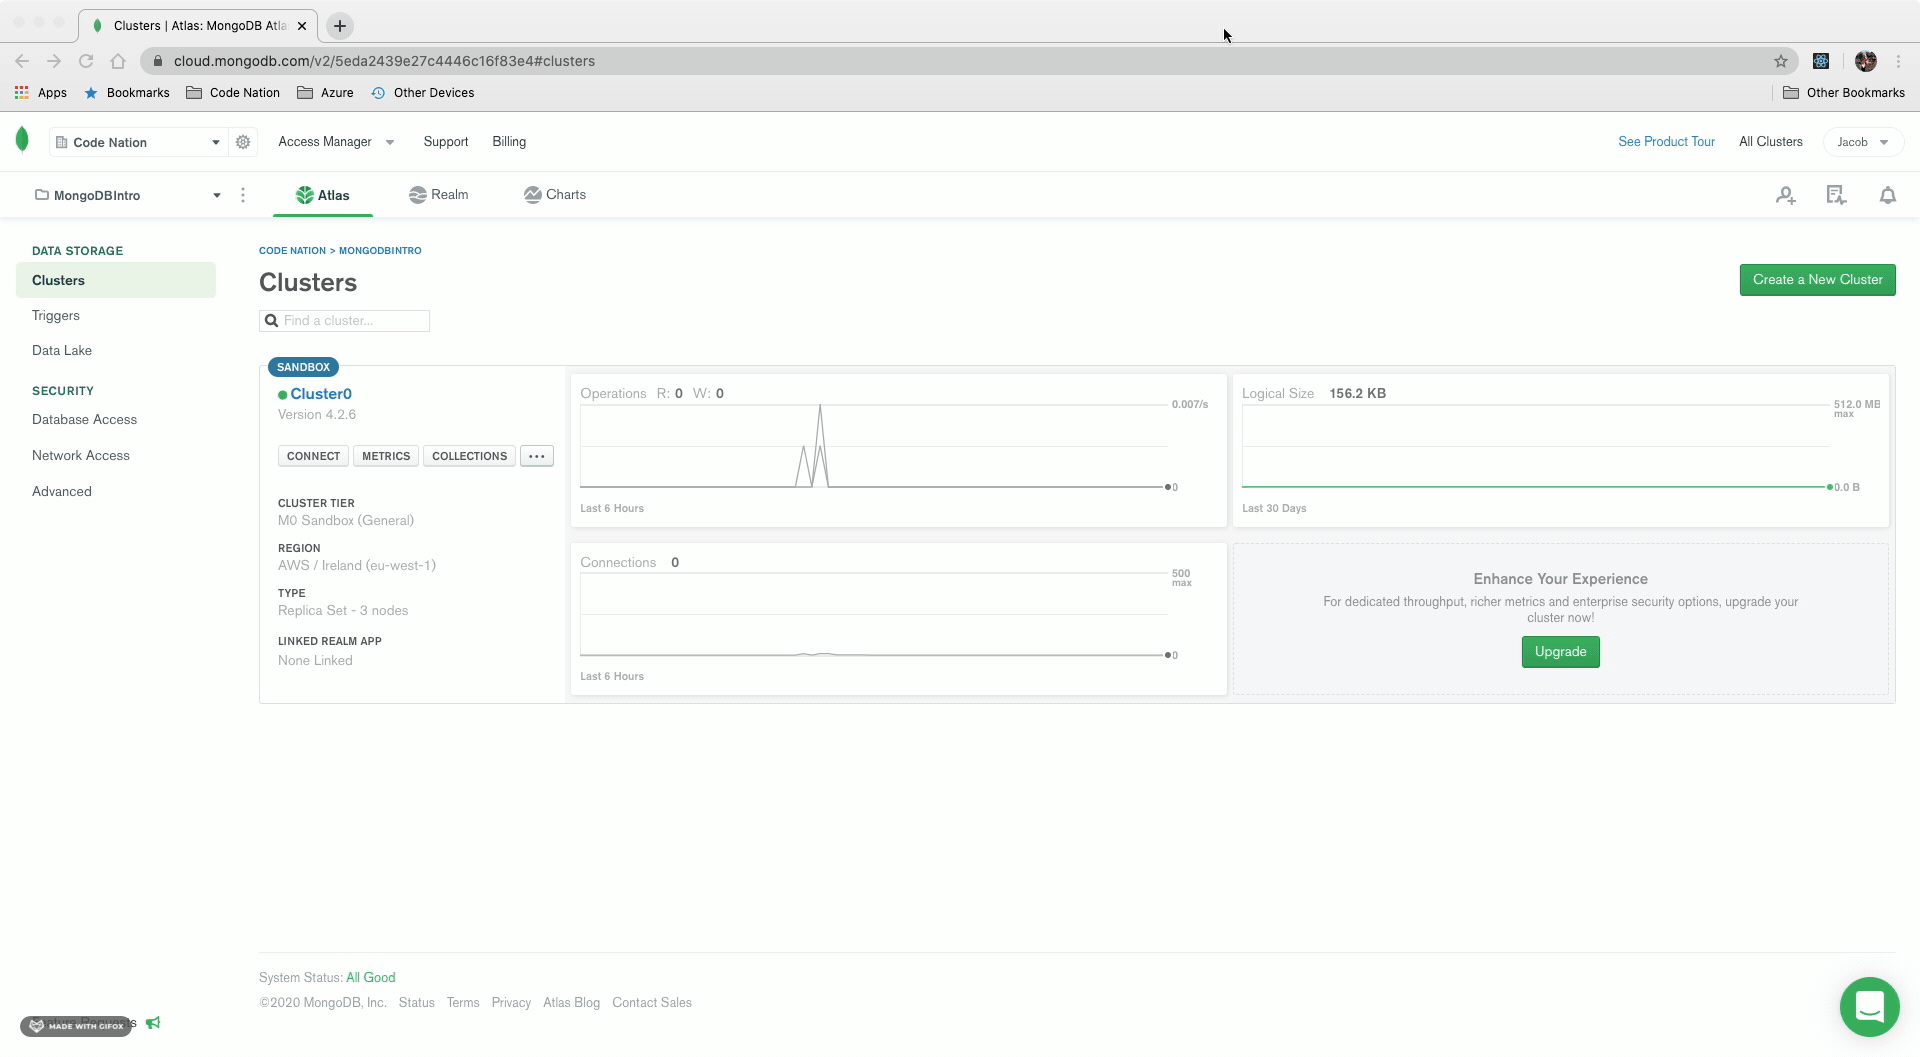 Clusters | Atlas: MongoDB Atla
cloud.mongodb.com/v2/5eda2439e27c4446c16f83e4#clusters
Apps Bookmarks Code Nation Azure Other Devices Other Bookmarks
Code Nation Access Manager Support Billing See Product Tour All Clusters Jacob
MongoDBIntro Atlas Realm Charts
DATA STORAGE
Clusters
Triggers
Data Lake
SECURITY
Database Access
Network Access
Advanced
CODE NATION > MONGODBINTRO
Clusters
Create a New Cluster
Find a cluster...
SANDBOX
Cluster0
Version 4.2.6
CONNECT METRICS COLLECTIONS ...
CLUSTER TIER
M0 Sandbox (General)
REGION
AWS / Ireland (eu-west-1)
TYPE
Replica Set - 3 nodes
LINKED REALM APP
None Linked
Operations R: 0 W: 0
0.007/s
0
Last 6 Hours
Logical Size 156.2 KB
512.0 MB
max
0.0 B
Last 30 Days
Connections 0
500
max
0
Last 6 Hours
Enhance Your Experience
For dedicated throughput, richer metrics and enterprise security options, upgrade your
cluster now!
Upgrade
System Status: All Good
©2020 MongoDB, Inc. Status Terms Privacy Atlas Blog Contact Sales
MADE WITH GIFOX